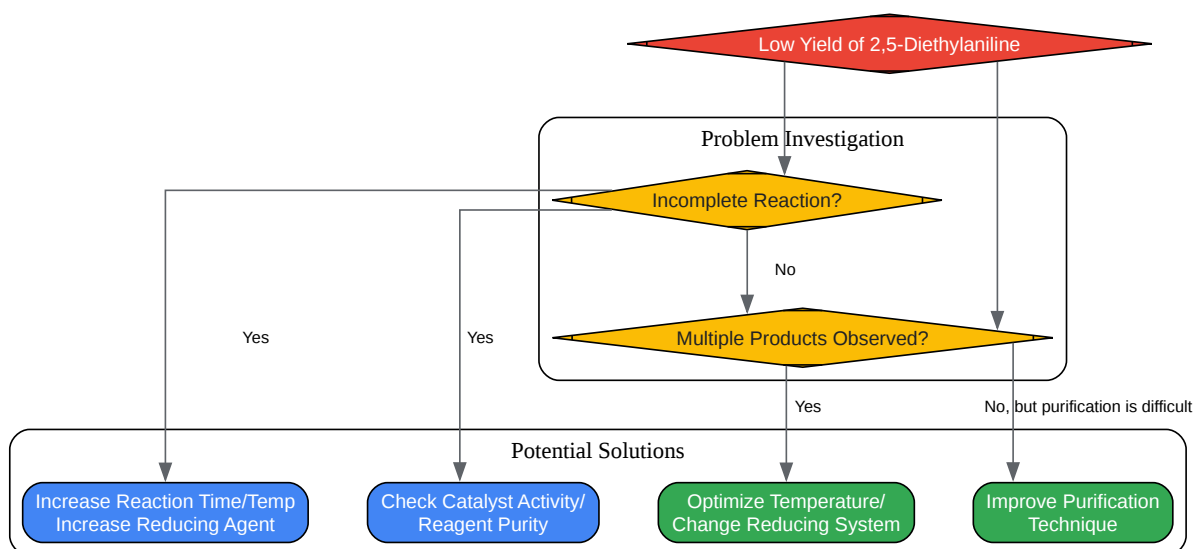 Low Yield of 2,5-Diethylaniline
Problem Investigation
Incomplete Reaction?
No
Multiple Products Observed?
Yes
Yes
Yes
No, but purification is difficult
Potential Solutions
Increase Reaction Time/Temp
Increase Reducing Agent
Check Catalyst Activity/
Reagent Purity
Optimize Temperature/
Change Reducing System
Improve Purification
Technique